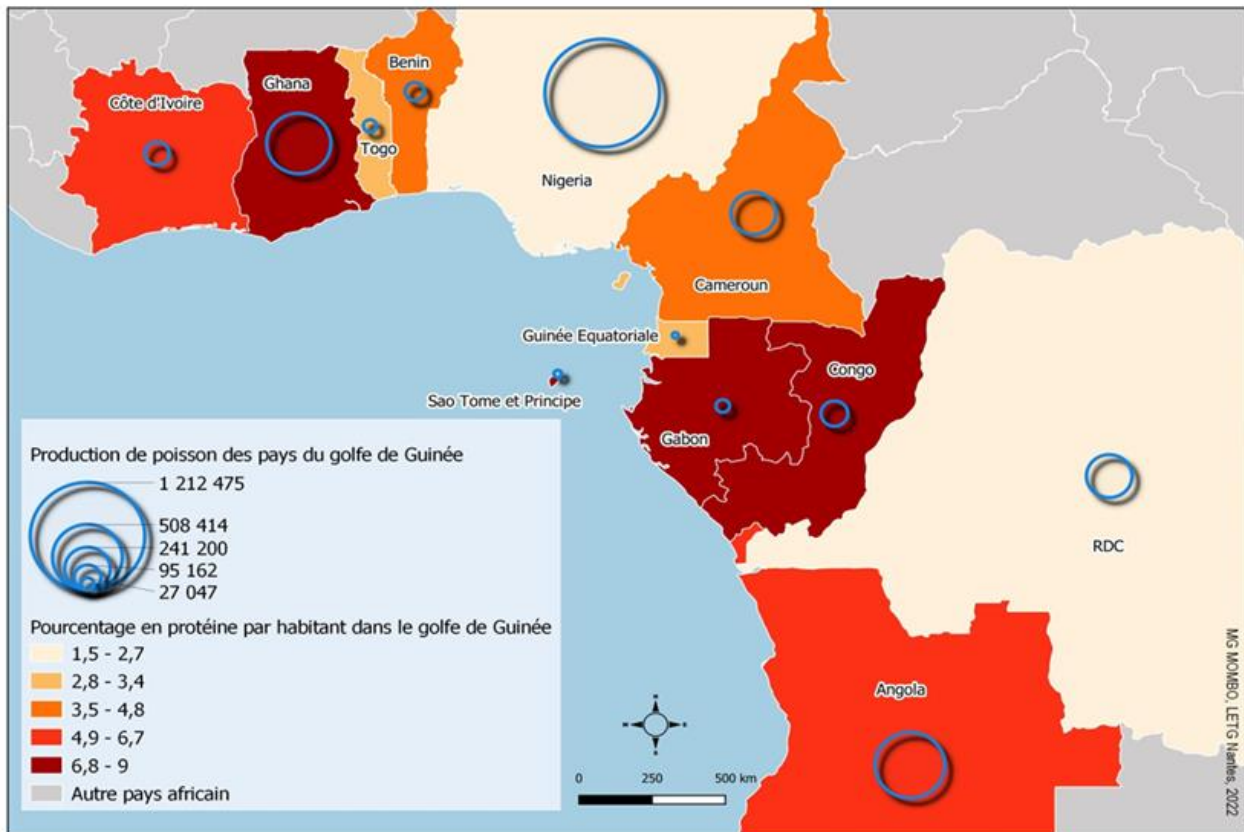 Benin
Ghana
Côte d'Ivoire
Togo
Nigeria
Cameroun
Guinée Equatoriale
Congo
Sao Tome et Principe
Gabon
RDC
Angola
Production de poisson des pays du golfe de Guinée
1 212 475
508 414
241 200
95 162
27 047
Pourcentage en protéine par habitant dans le golfe de Guinée
1,5 - 2,7
2,8 - 3,4
3,5 - 4,8
4,9 - 6,7
6,8 - 9
Autre pays africain
0 250 500 km
MG MOMBO, LETG Nantes, 2022